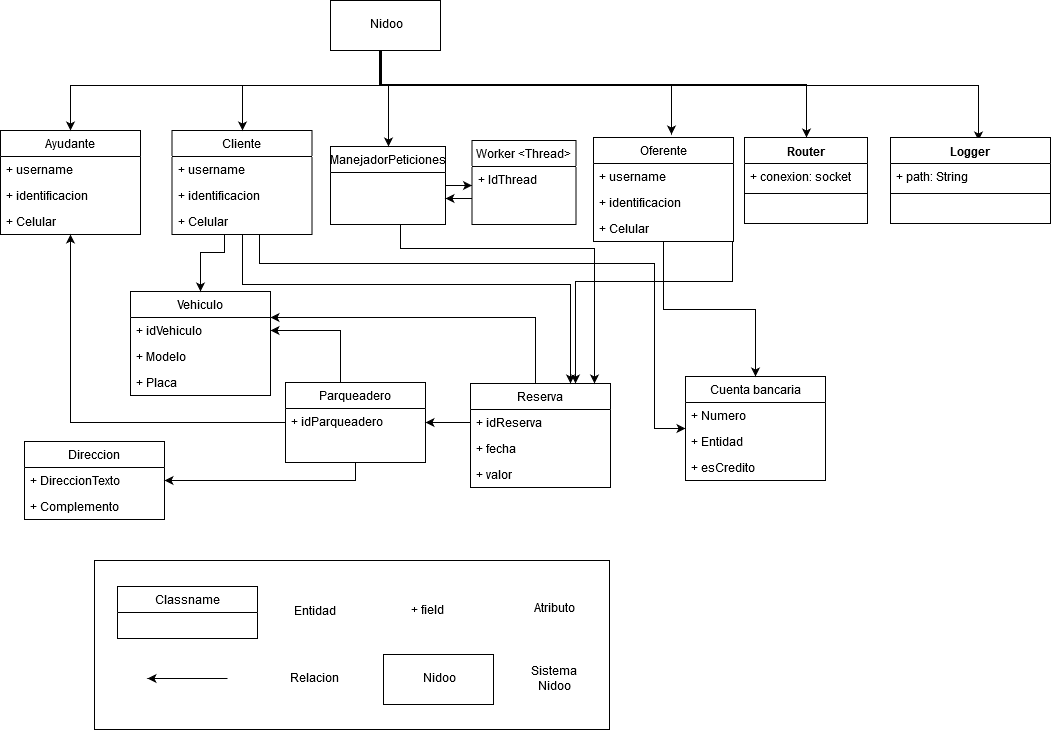 Nidoo
Ayudante
+ username
+ identificacion
+ Celular
Cliente
+ username
+ identificacion
+ Celular
ManejadorPeticiones
Worker <Thread>
+ IdThread
Oferente
+ username
+ identificacion
+ Celular
Router
+ conexion: socket
Logger
+ path: String
Vehiculo
+ idVehiculo
+ Modelo
+ Placa
Parqueadero
+ idParqueadero
Reserva
+ idReserva
+ fecha
+ valor
Cuenta bancaria
+ Numero
+ Entidad
+ esCredito
Direccion
+ DireccionTexto
+ Complemento
Classname
Entidad
+ field
Atributo
Relacion
Nidoo
Sistema
Nidoo